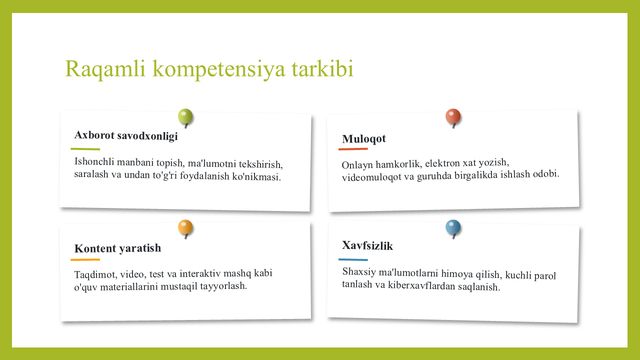 Raqamli kompetensiya tarkibi
Axborot savodxonligi
Ishonchli manbani topish, ma'lumotni tekshirish,
saralash va undan to'g'ri foydalanish ko'nikmasi.
Muloqot
Onlayn hamkorlik, elektron xat yozish,
videomuloqot va guruhda birgalikda ishlash odobi.
Kontent yaratish
Taqdimot, video, test va interaktiv mashq kabi
o'quv materiallarini mustaqil tayyorlash.
Xavfsizlik
Shaxsiy ma'lumotlarni himoya qilish, kuchli parol
tanlash va kiberxavflardan saqlanish.